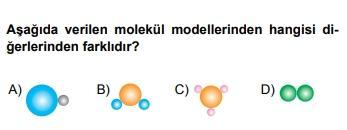 Aşağıda verilen molekül modellerinden hangisi di-
ğerlerinden farklıdır?
A) B) C) D)